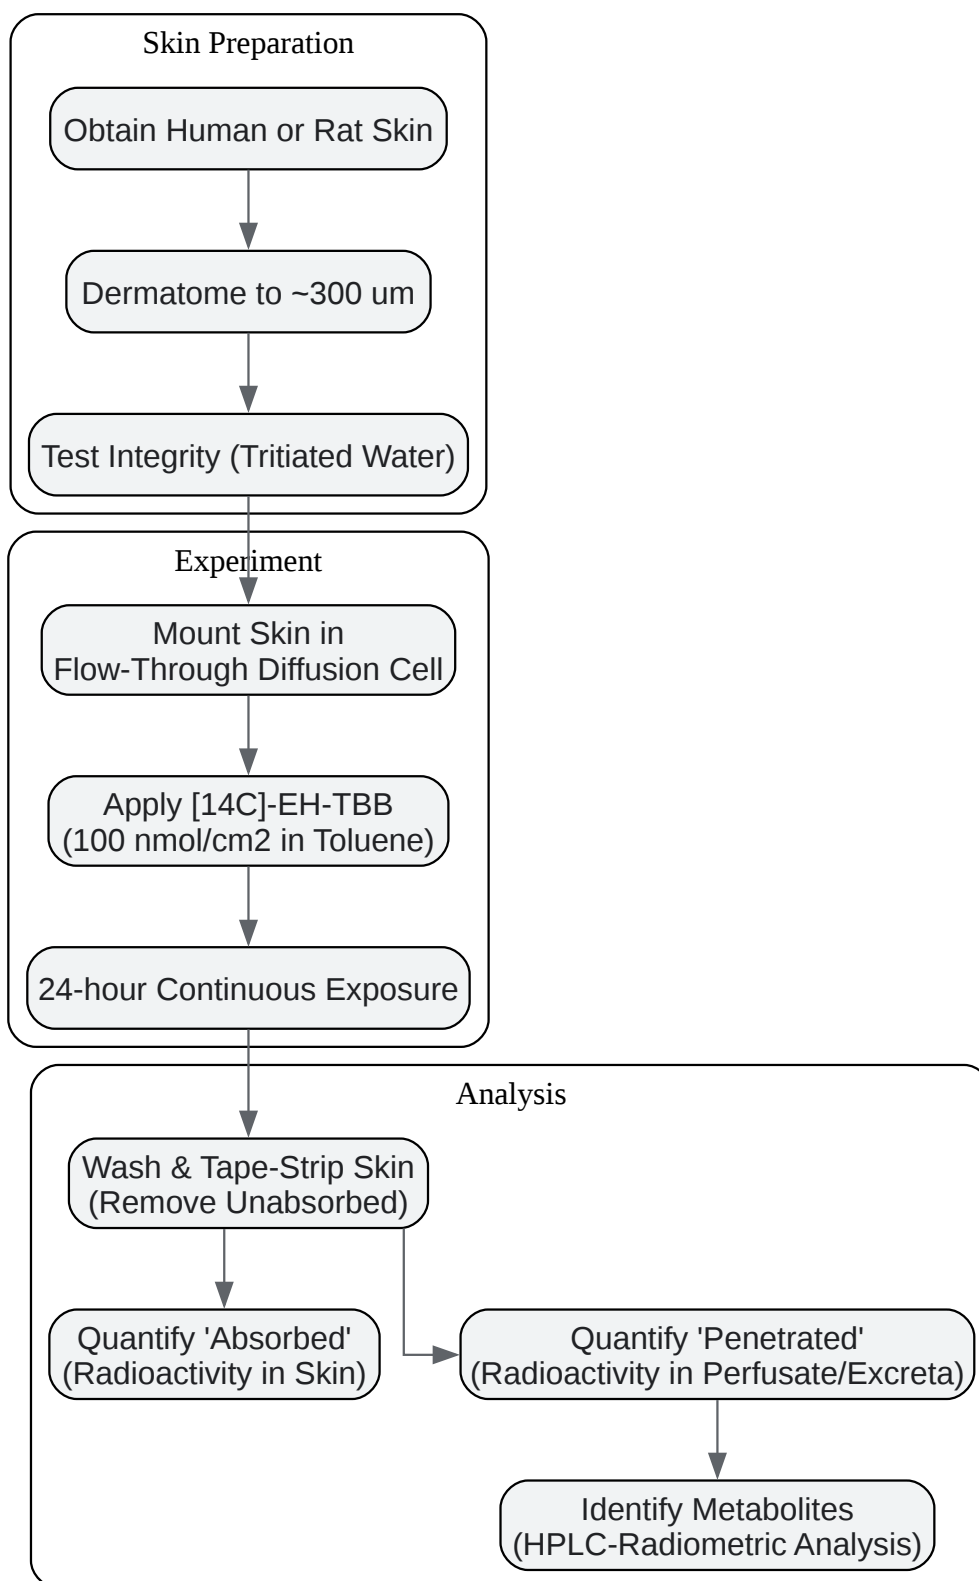 Skin Preparation
Obtain Human or Rat Skin
Dermatome to ~300 um
Test Integrity (Tritiated Water)
Experiment
Mount Skin in
Flow-Through Diffusion Cell
Apply [14C]-EH-TBB
(100 nmol/cm2 in Toluene)
24-hour Continuous Exposure
Analysis
Wash & Tape-Strip Skin
(Remove Unabsorbed)
Quantify 'Absorbed'
(Radioactivity in Skin)
Quantify 'Penetrated'
(Radioactivity in Perfusate/Excreta)
Identify Metabolites
(HPLC-Radiometric Analysis)